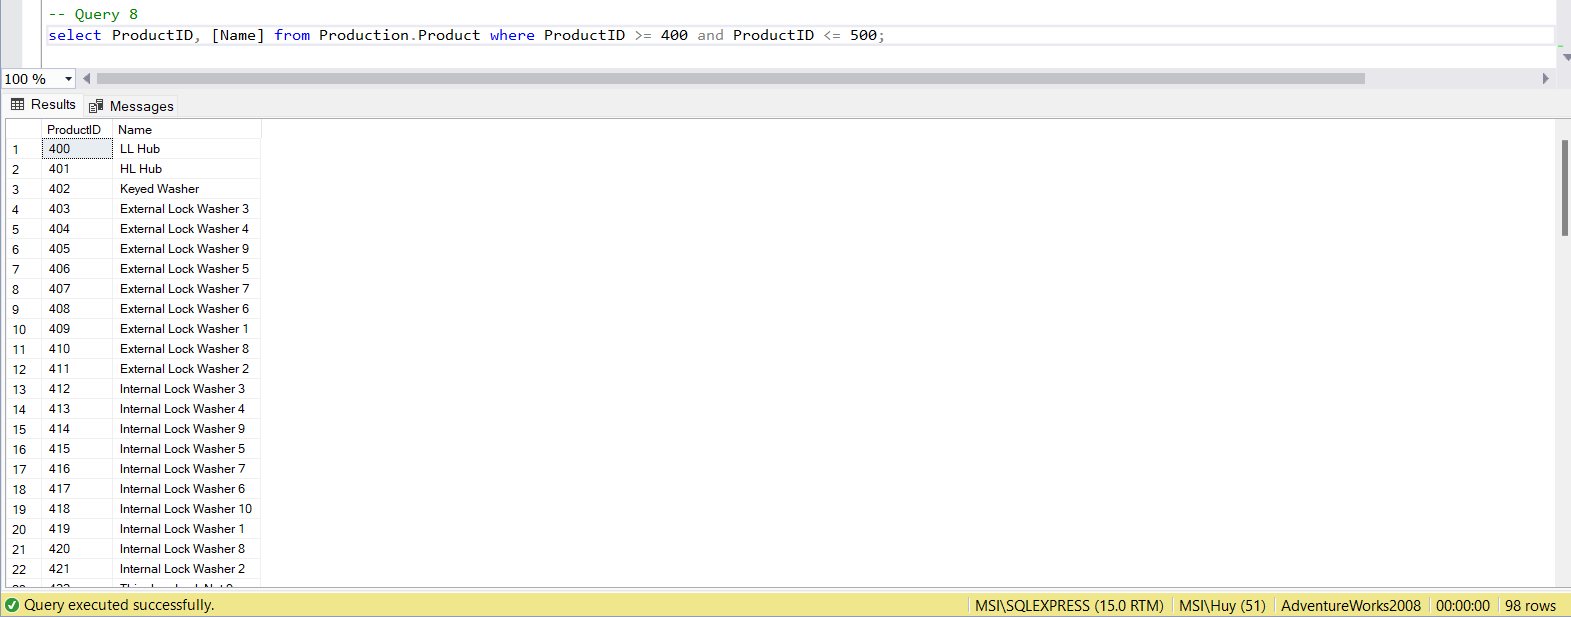 -- Query 8
select ProductID, [Name] from Production.Product where ProductID >= 400 and ProductID <= 500;
100 %
Results Messages
ProductID Name
1 400 LL Hub
2 401 HL Hub
3 402 Keyed Washer
4 403 External Lock Washer 3
5 404 External Lock Washer 4
6 405 External Lock Washer 9
7 406 External Lock Washer 5
8 407 External Lock Washer 7
9 408 External Lock Washer 6
10 409 External Lock Washer 1
11 410 External Lock Washer 8
12 411 External Lock Washer 2
13 412 Internal Lock Washer 3
14 413 Internal Lock Washer 4
15 414 Internal Lock Washer 9
16 415 Internal Lock Washer 5
17 416 Internal Lock Washer 7
18 417 Internal Lock Washer 6
19 418 Internal Lock Washer 10
20 419 Internal Lock Washer 1
21 420 Internal Lock Washer 8
22 421 Internal Lock Washer 2
Query executed successfully. MSI\SQLEXPRESS (15.0 RTM) MSI\Huy (51) AdventureWorks2008 00:00:00 98 rows